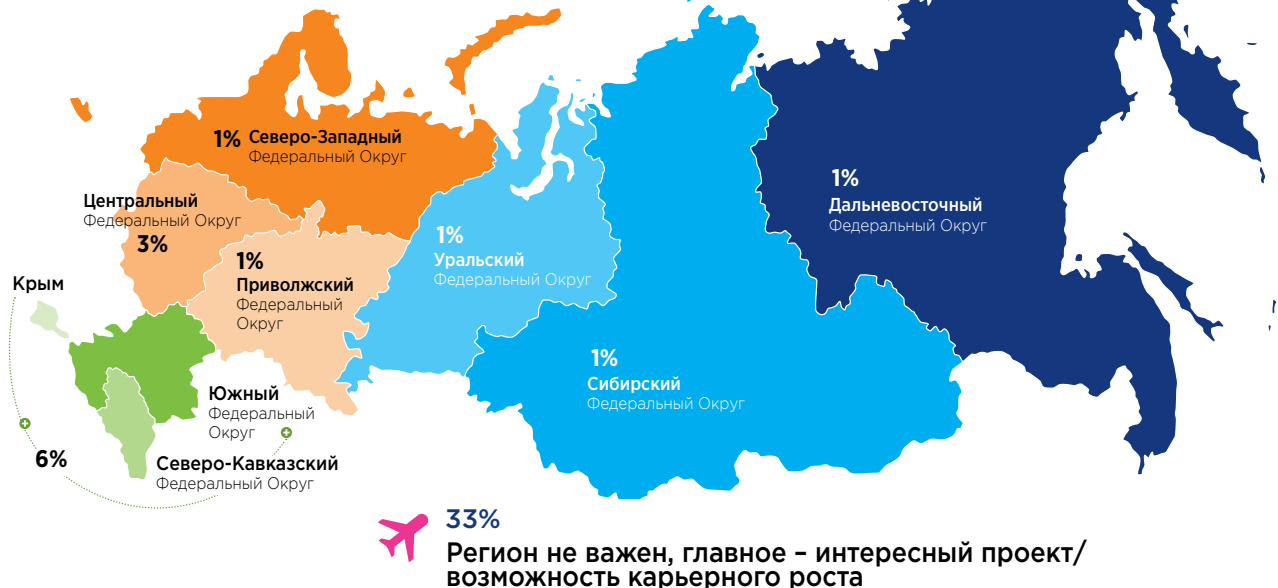 1% Северо-Западный
Федеральный Округ
Центральный
Федеральный Округ
3%
1%
Приволжский
Федеральный
Округ
1%
Уральский
Федеральный Округ
1%
Дальневосточный
Федеральный Округ
Крым
1%
Сибирский
Федеральный Округ
Южный
Федеральный
Округ
6%
Северо-Кавказский
Федеральный Округ
33%
Регион не важен, главное – интересный проект/
возможность карьерного роста